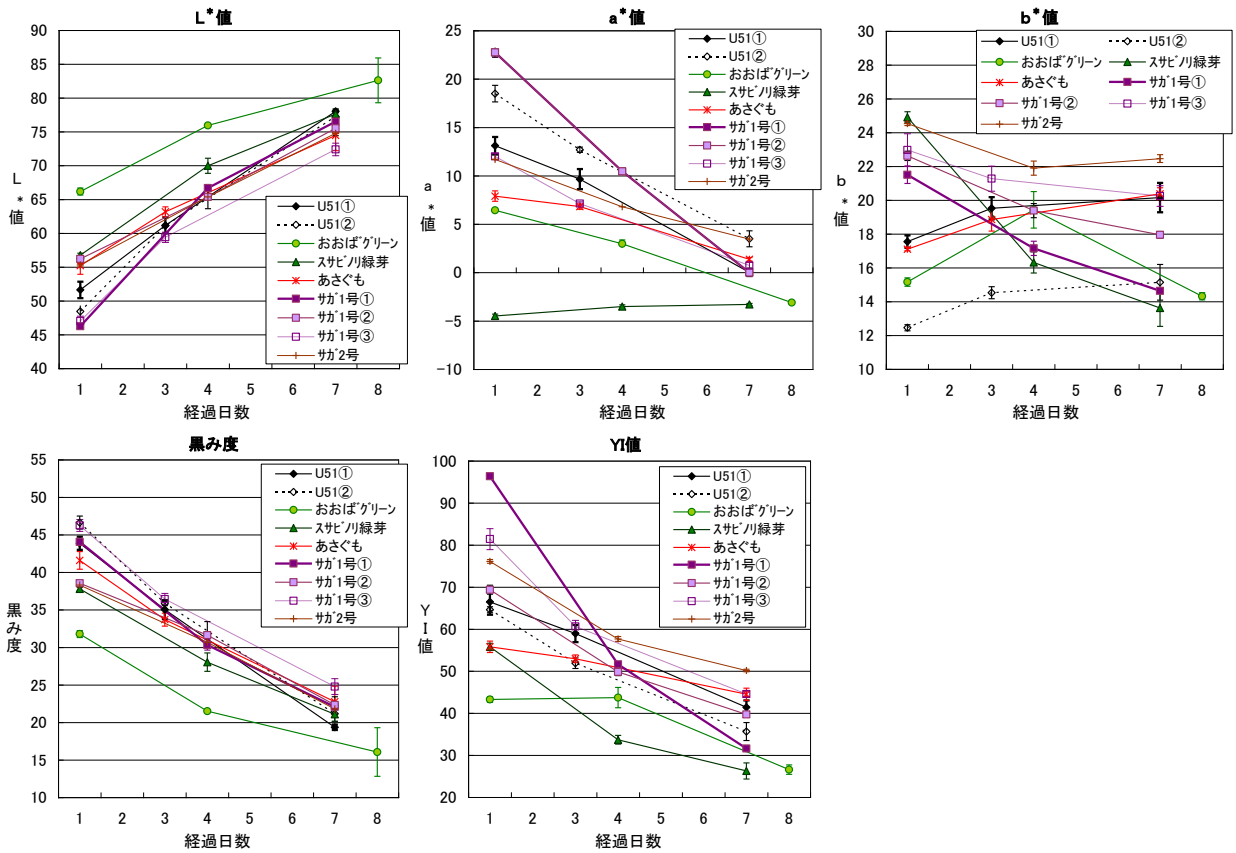 L*値
90
85
80
75
70
65
60
55
50
45
40
L*値
1 2 3 4 5 6 7 8
経過日数
U51①
U51②
おおばグリーン
スサビノリ緑芽
あさぐも
サガ1号①
サガ1号②
サガ1号③
サガ2号
a*値
25
20
15
10
5
0
−5
−10
a*値
1 2 3 4 5 6 7 8
経過日数
U51①
U51②
おおばグリーン
スサビノリ緑芽
あさぐも
サガ1号①
サガ1号②
サガ1号③
サガ2号
b*値
30
28
26
24
22
20
18
16
14
12
10
b*値
1 2 3 4 5 6 7 8
経過日数
U51① U51②
おおばグリーン スサビノリ緑芽
あさぐも サガ1号①
サガ1号② サガ1号③
サガ2号
黒み度
55
50
45
40
35
30
25
20
15
10
黒み度
1 2 3 4 5 6 7 8
経過日数
U51①
U51②
おおばグリーン
スサビノリ緑芽
あさぐも
サガ1号①
サガ1号②
サガ1号③
サガ2号
YI値
100
90
80
70
60
50
40
30
20
YI値
1 2 3 4 5 6 7 8
経過日数
U51①
U51②
おおばグリーン
スサビノリ緑芽
あさぐも
サガ1号①
サガ1号②
サガ1号③
サガ2号